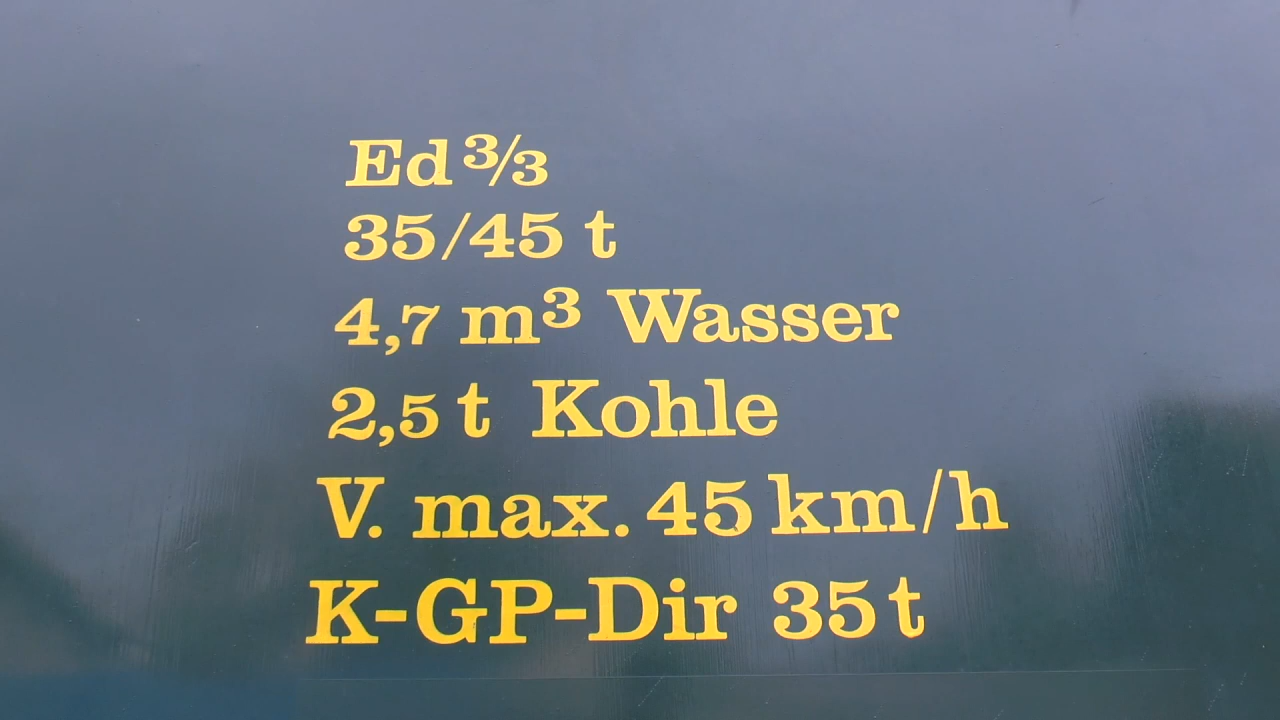 Ed 3/3
35/45 t
4,7 m³ Wasser
2,5 t Kohle
V. max. 45 km/h
K-GP-Dir 35 t